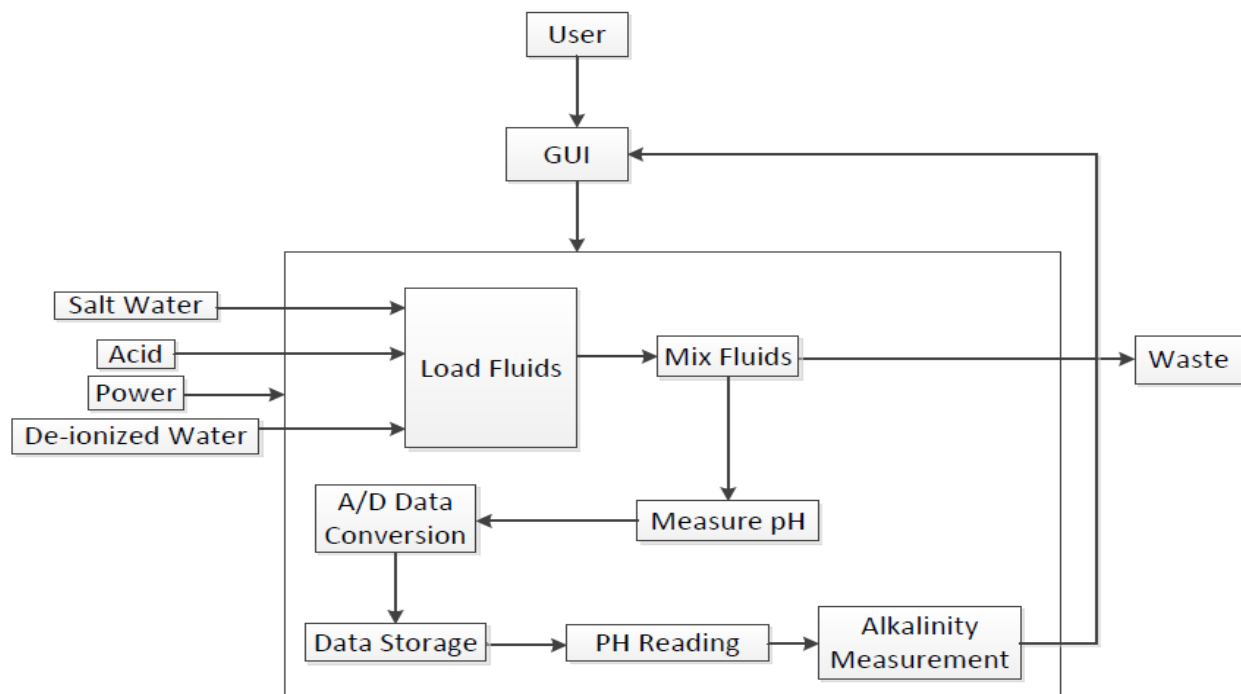 User
GUI
Salt Water
Acid
Power
De-ionized Water
Load Fluids
Mix Fluids
Waste
A/D Data
Conversion
Measure pH
Data Storage
PH Reading
Alkalinity
Measurement